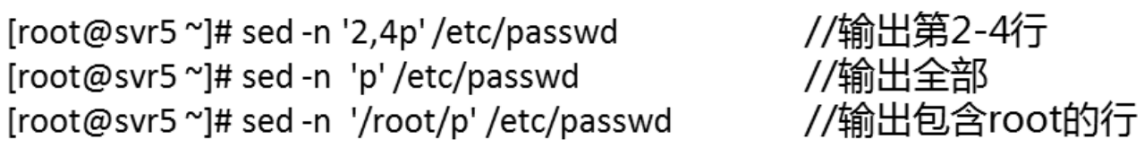 [root@svr5 ~]# sed -n '2,4p' /etc/passwd //输出第2-4行
[root@svr5 ~]# sed -n  'p' /etc/passwd //输出全部
[root@svr5 ~]# sed -n  '/root/p' /etc/passwd //输出包含root的行